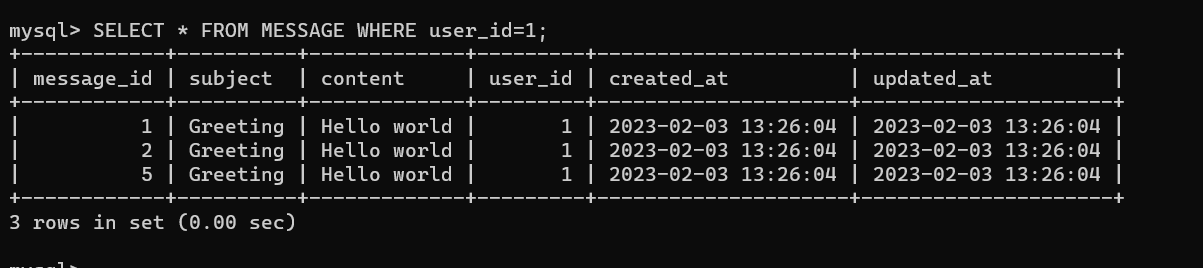 mysql> SELECT * FROM MESSAGE WHERE user_id=1;
+------------+----------+-------------+---------+---------------------+---------------------+
| message_id | subject  | content     | user_id | created_at          | updated_at          |
+------------+----------+-------------+---------+---------------------+---------------------+
|          1 | Greeting | Hello world |       1 | 2023-02-03 13:26:04 | 2023-02-03 13:26:04 |
|          2 | Greeting | Hello world |       1 | 2023-02-03 13:26:04 | 2023-02-03 13:26:04 |
|          5 | Greeting | Hello world |       1 | 2023-02-03 13:26:04 | 2023-02-03 13:26:04 |
+------------+----------+-------------+---------+---------------------+---------------------+
3 rows in set (0.00 sec)
mysql>